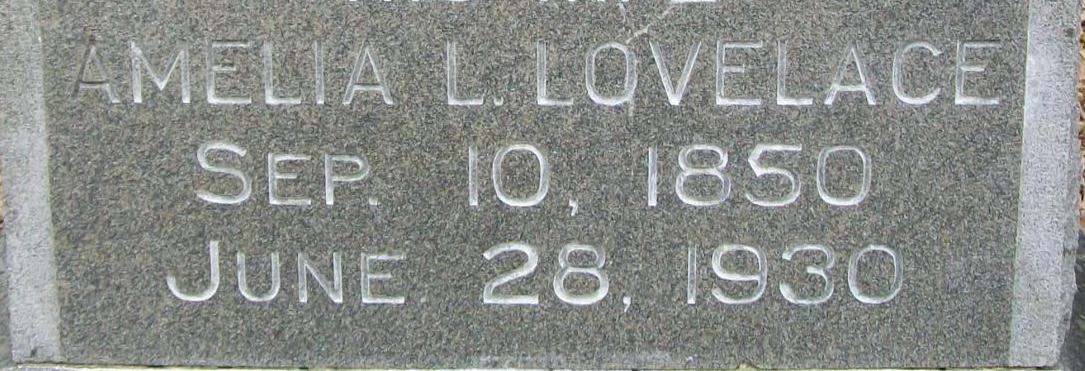 AMELIA L. LOVELACE
SEP. 10, 1850
JUNE 28, 1930